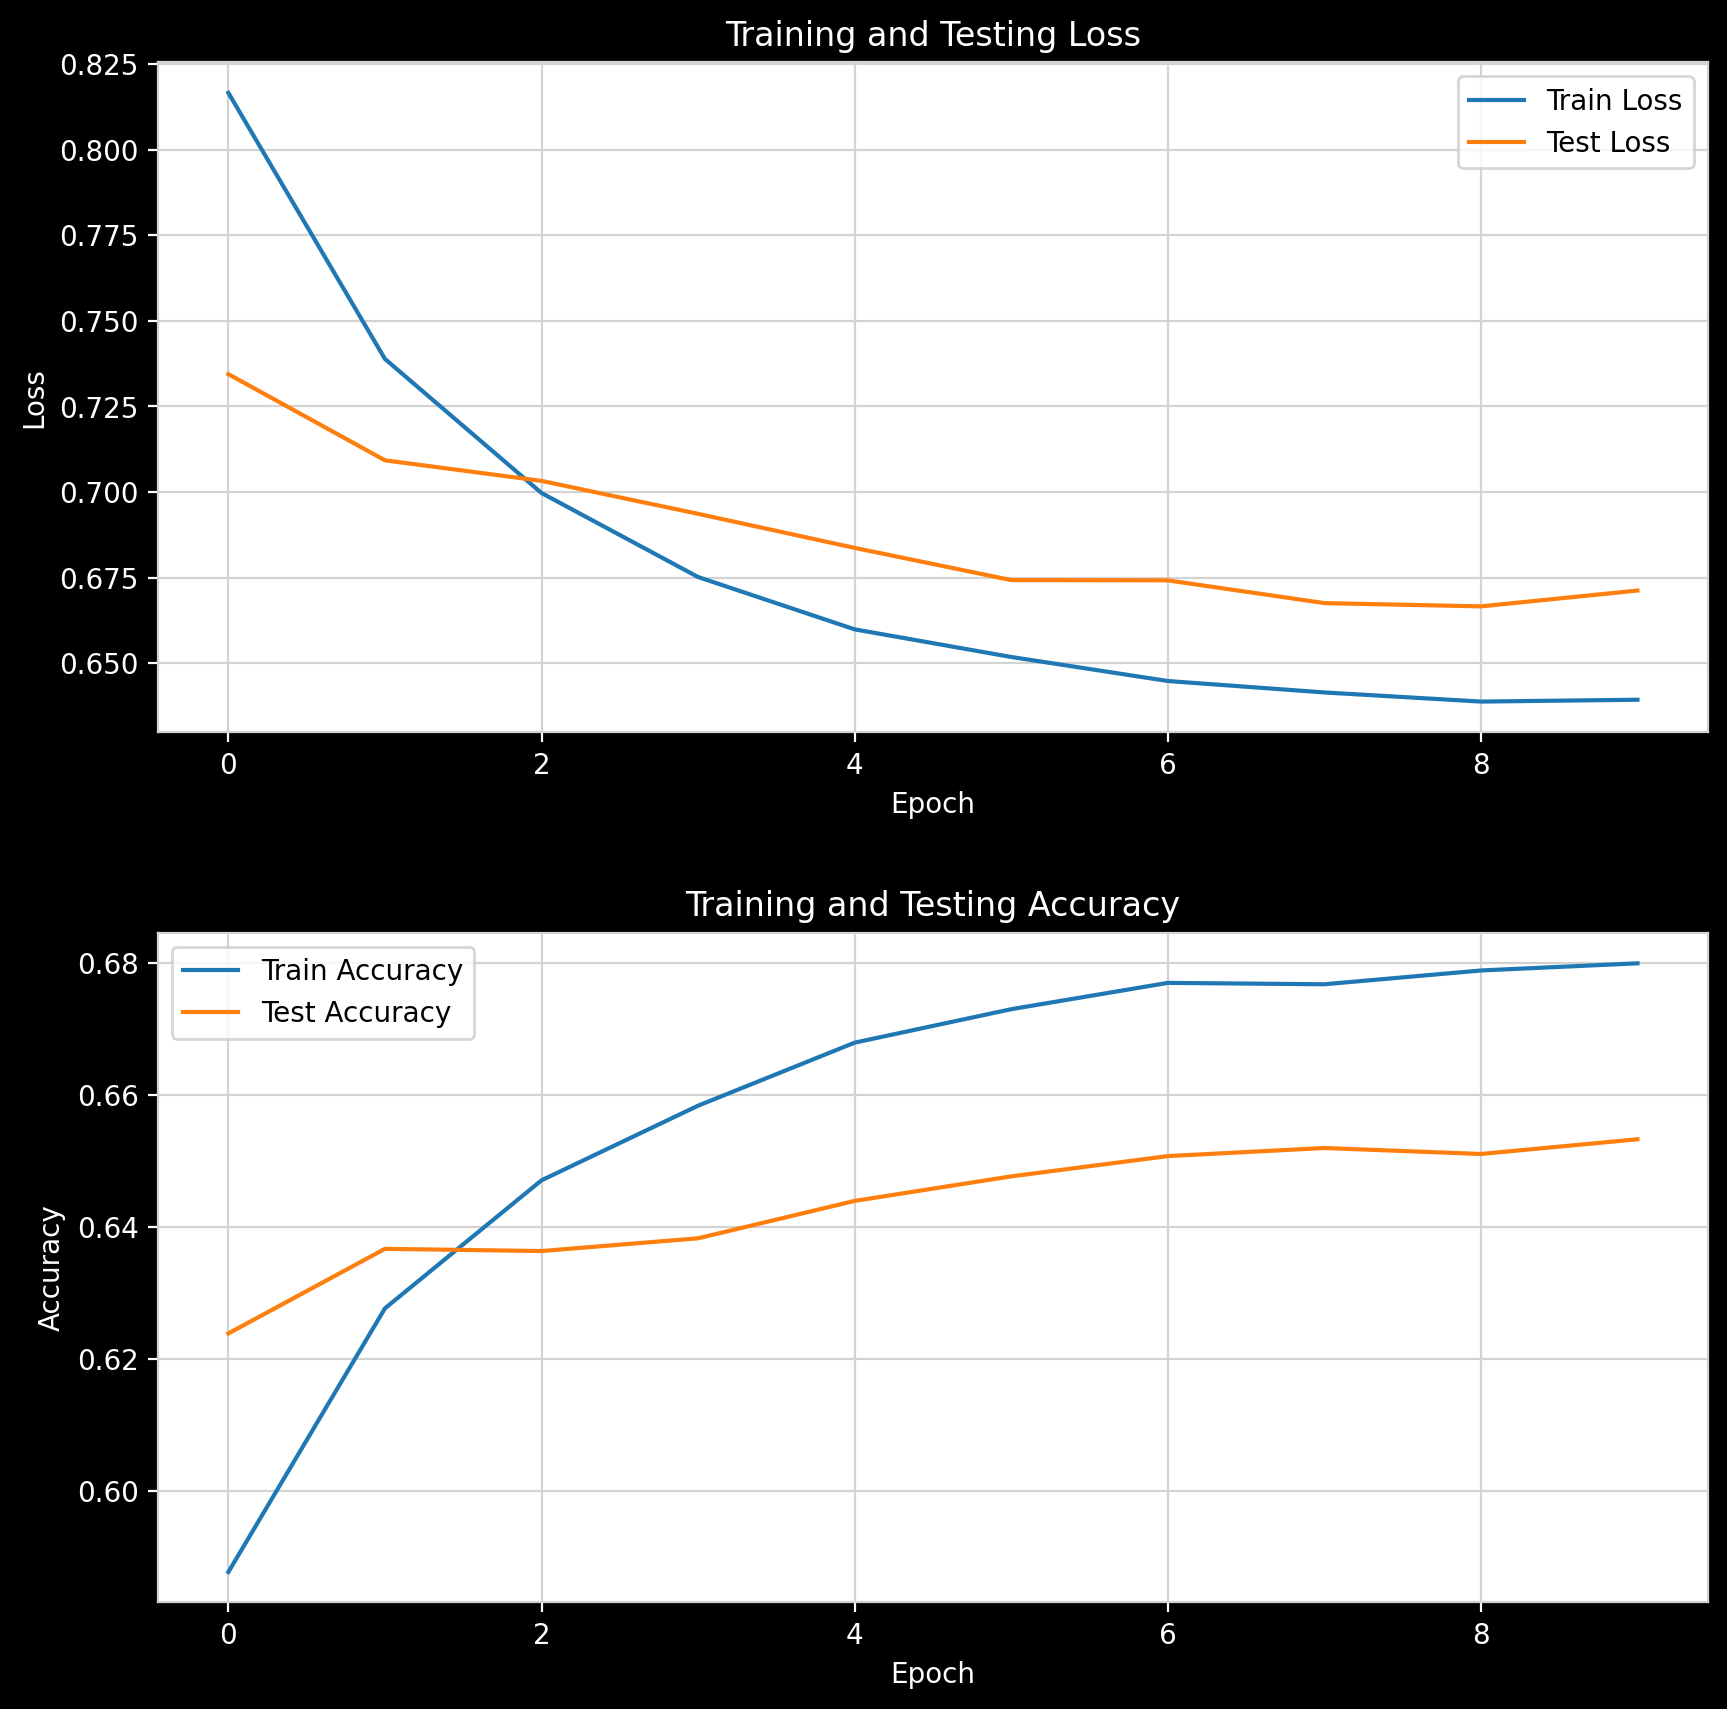 Training and Testing Loss
0.825
0.800
0.775
0.750
0.725
0.700
0.675
0.650
Loss
Train Loss
Test Loss
0 2 4 6 8
Epoch
Training and Testing Accuracy
0.68
0.66
0.64
0.62
0.60
Accuracy
Train Accuracy
Test Accuracy
0 2 4 6 8
Epoch